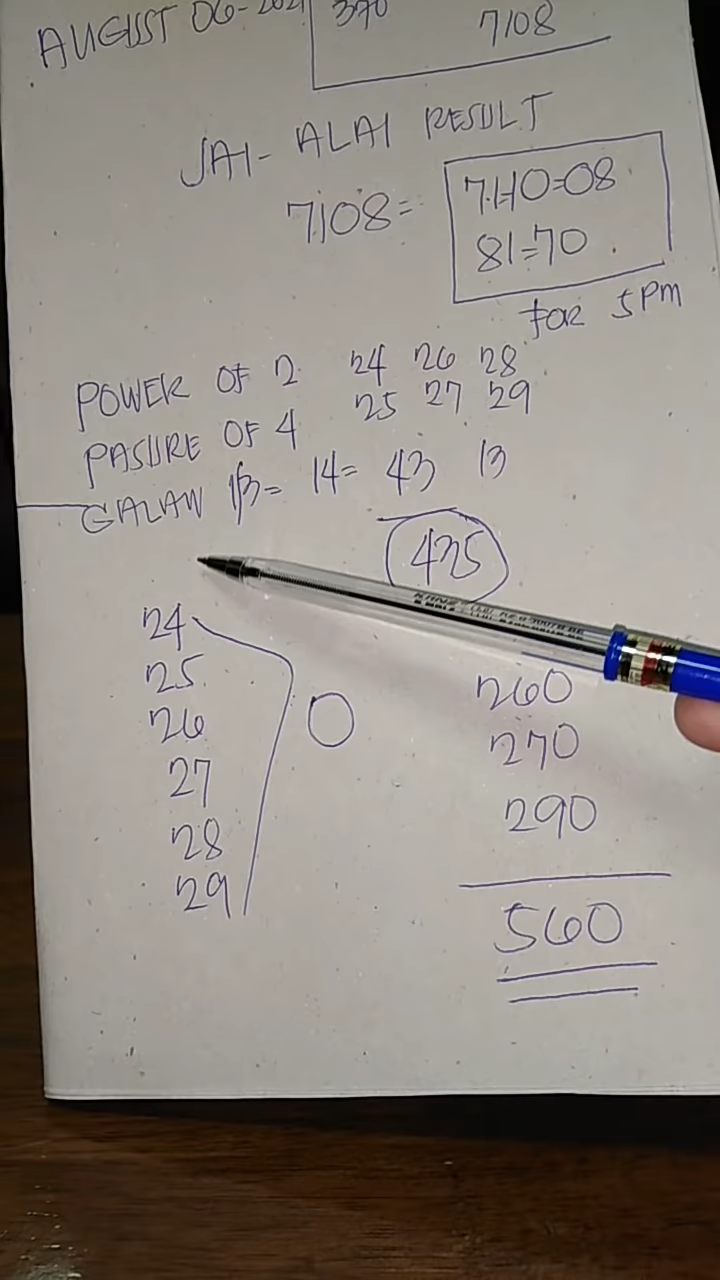 AUGUST 06-2021 370 7108
JAI-ALAI RESULT
7108= 7.1-10=08
81=70.
FOR 5PM
POWER OF 2 24 26 28
PASURE OF 4 25 27 29
GALAW 13= 14= 43 13
425
24
25
26
27
28
29
0
260
270
290
560